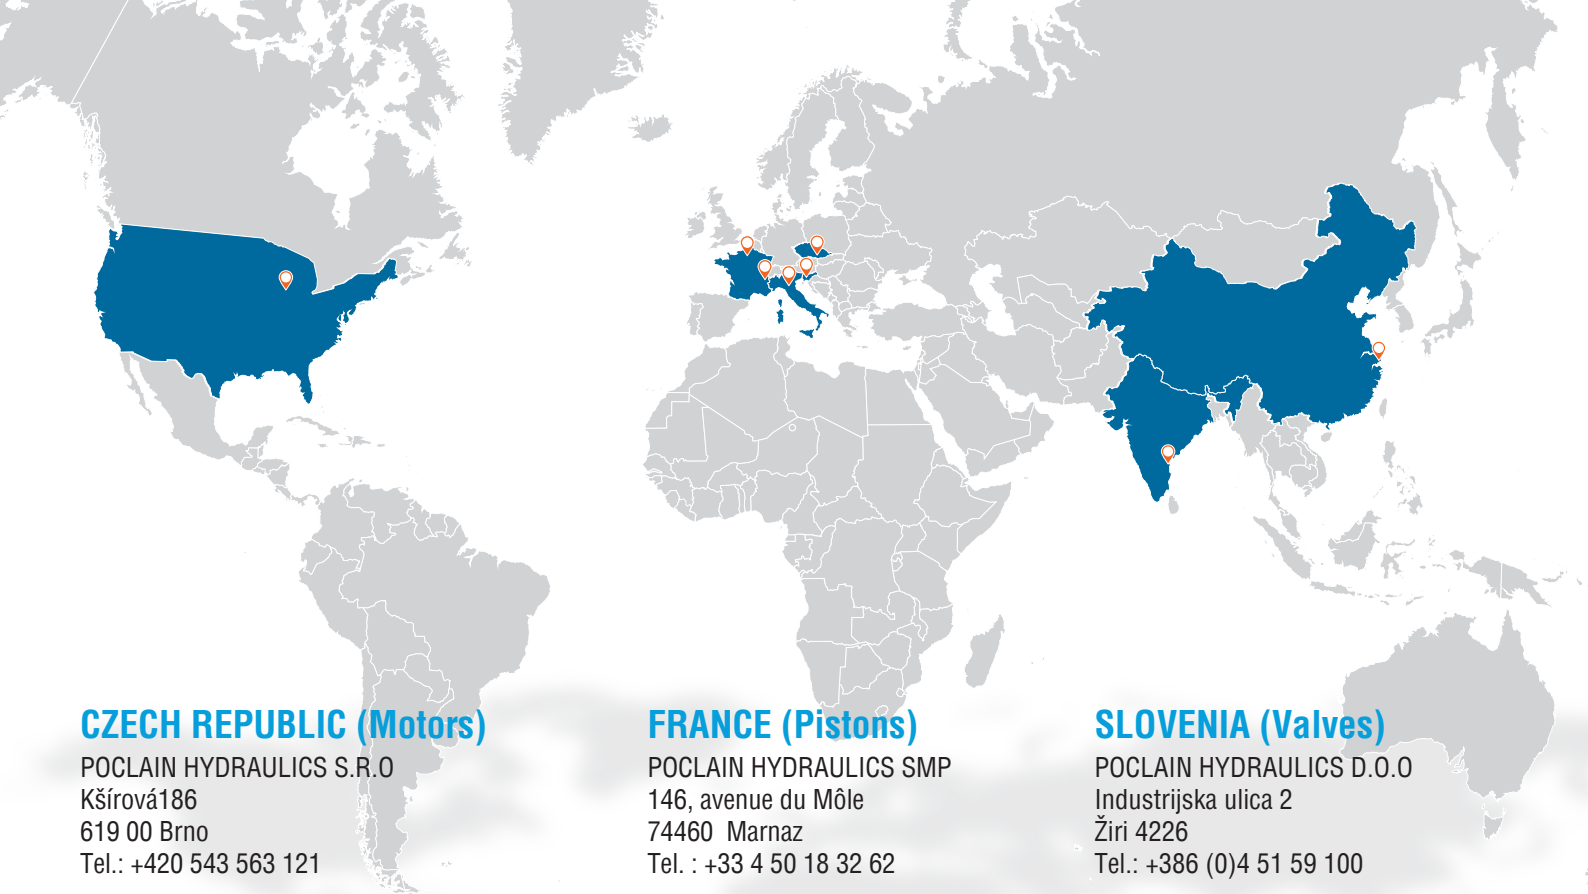 CZECH REPUBLIC (Motors)
POCLAIN HYDRAULICS S.R.O
Kšírová186
619 00 Brno
Tel.: +420 543 563 121
FRANCE (Pistons)
POCLAIN HYDRAULICS SMP
146, avenue du Môle
74460  Marnaz
Tel. : +33 4 50 18 32 62
SLOVENIA (Valves)
POCLAIN HYDRAULICS D.O.O
Industrijska ulica 2
Žiri 4226
Tel.: +386 (0)4 51 59 100